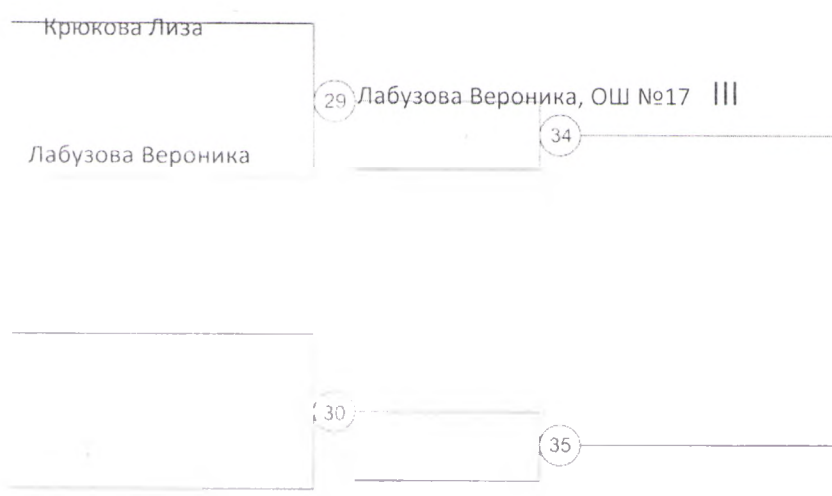 Крюкова Лиза
29 Лабузова Вероника, ОШ №17 III
34
Лабузова Вероника
30
35